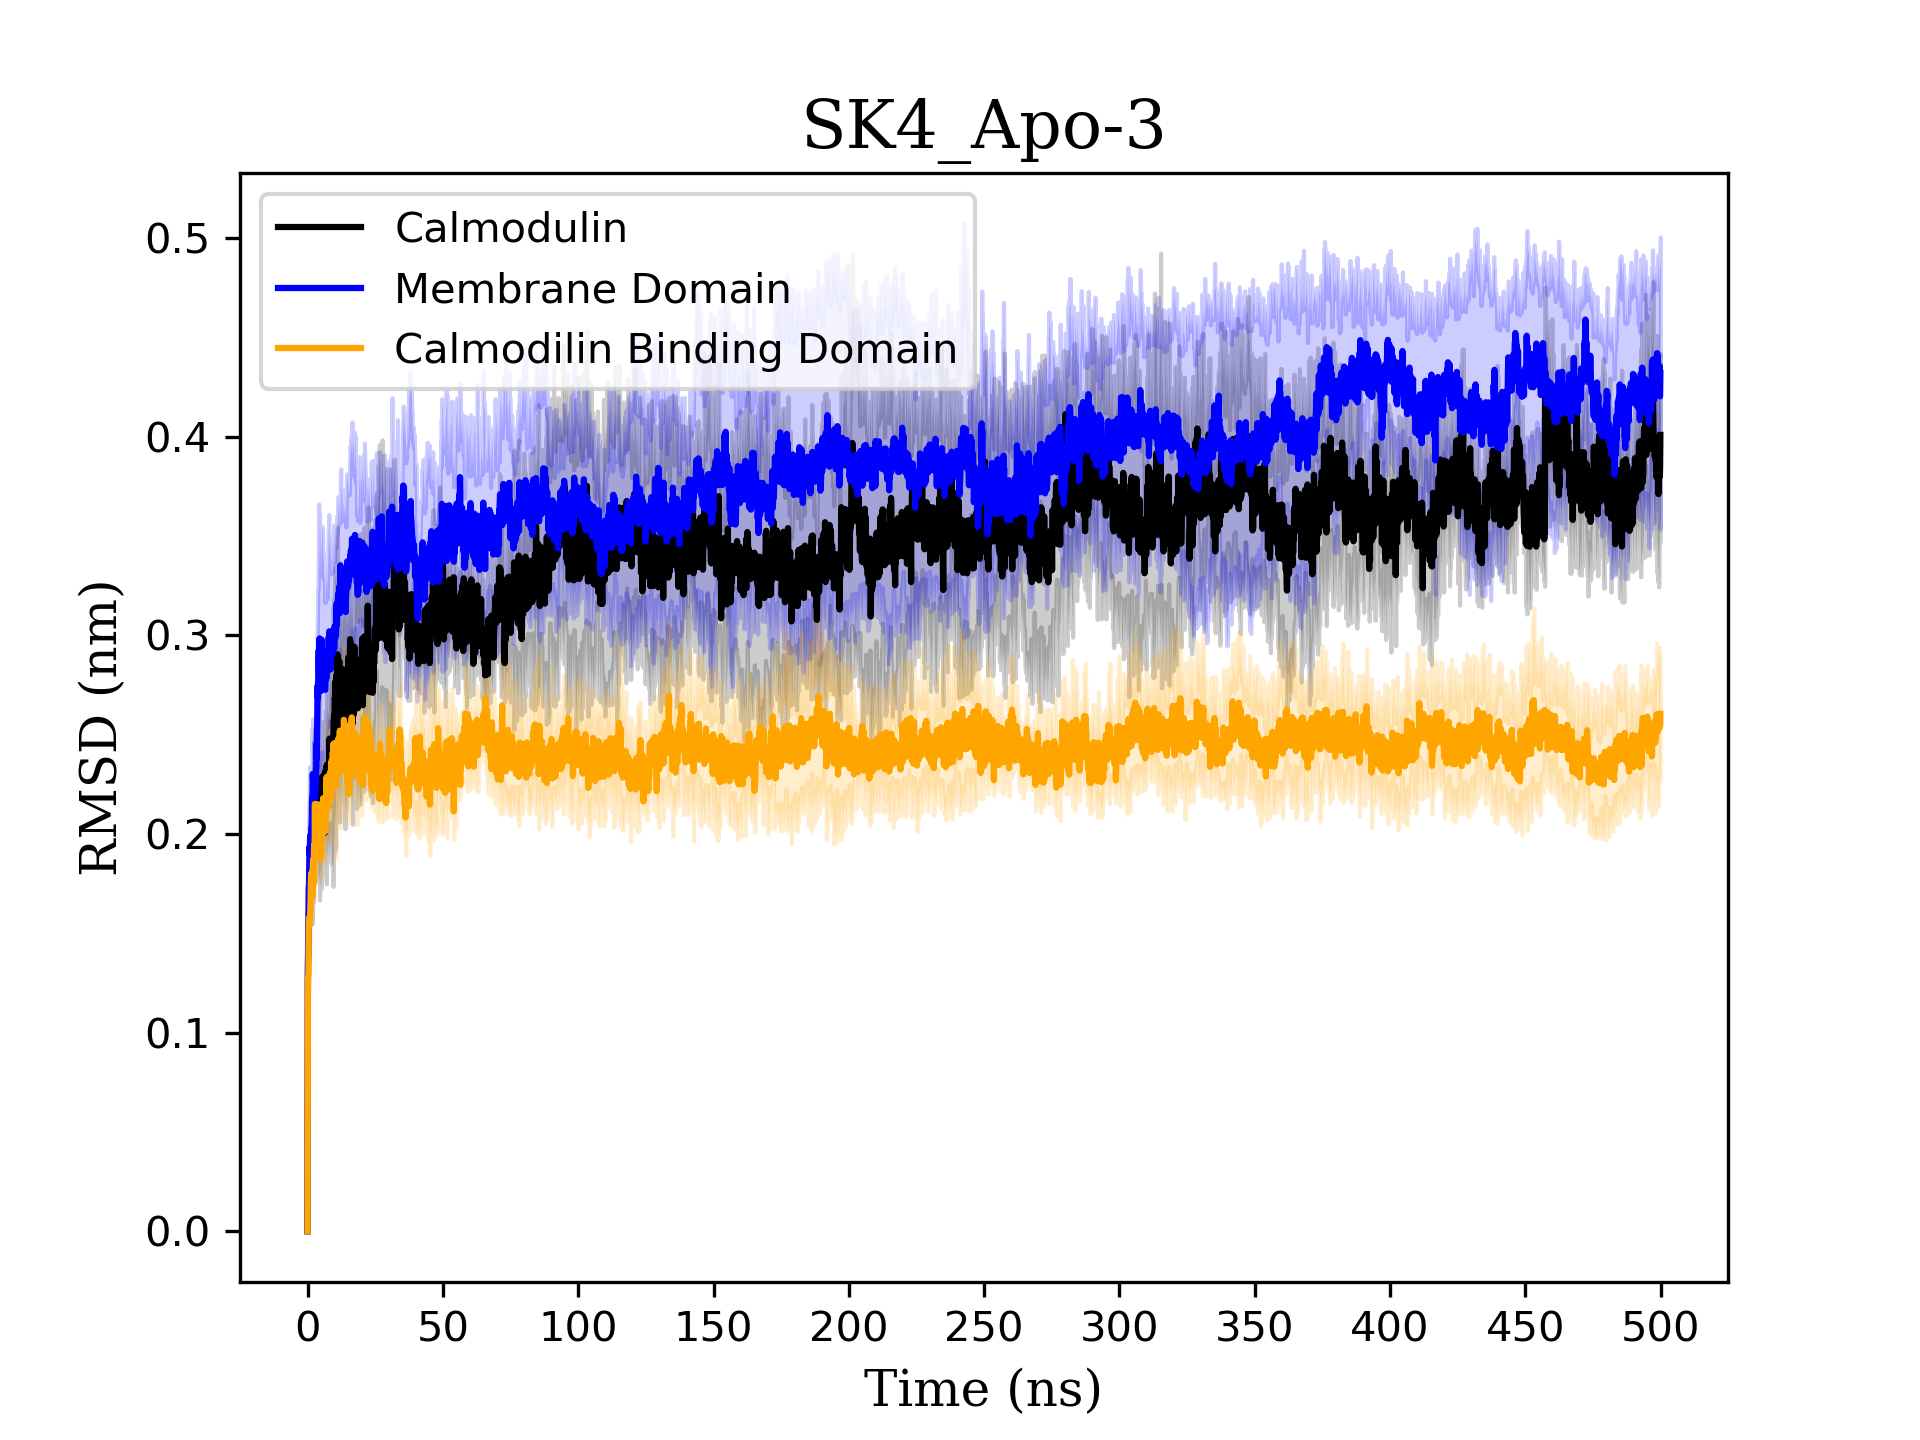 SK4_Apo-3
Calmodulin
Membrane Domain
Calmodilin Binding Domain
0.5
0.4
0.3
0.2
0.1
0.0
RMSD (nm)
0 50 100 150 200 250 300 350 400 450 500
Time (ns)